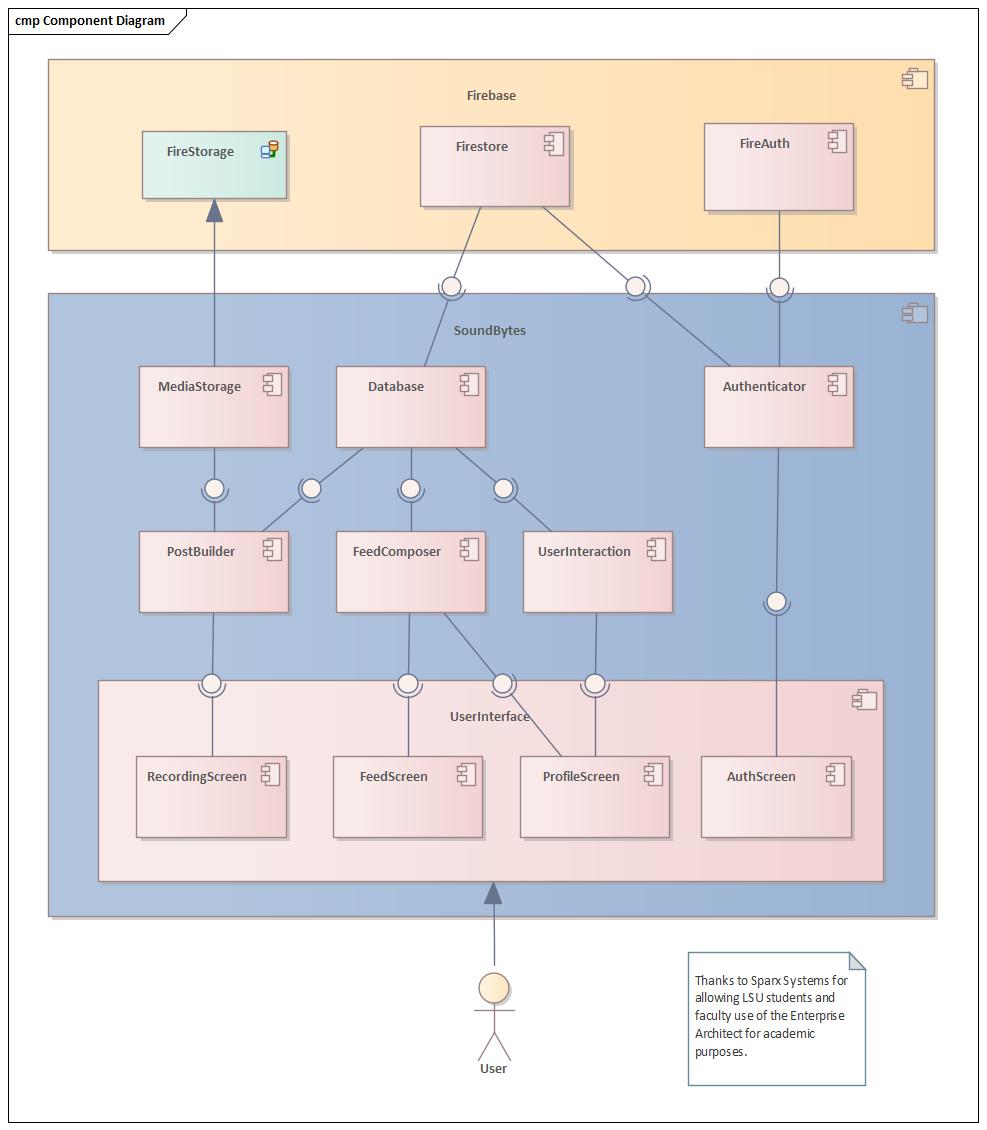 cmp Component Diagram
Firebase
FireStorage
Firestore
FireAuth
SoundBytes
MediaStorage
Database
Authenticator
PostBuilder
FeedComposer
UserInteraction
UserInterface
RecordingScreen
FeedScreen
ProfileScreen
AuthScreen
Thanks to Sparx Systems for
allowing LSU students and
faculty use of the Enterprise
Architect for academic
purposes.
User